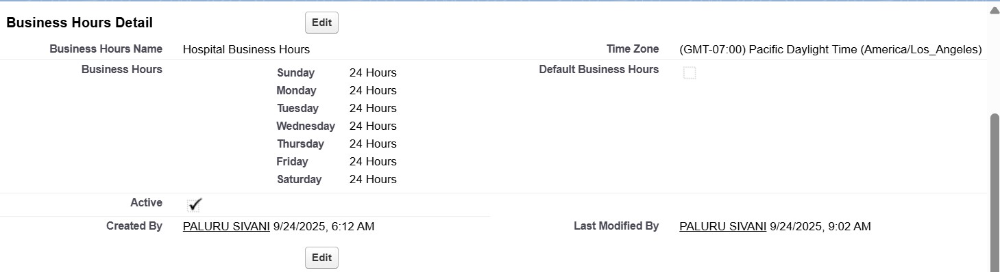 Business Hours Detail Edit
Business Hours Name Hospital Business Hours Time Zone (GMT-07:00) Pacific Daylight Time (America/Los_Angeles)
Business Hours Sunday 24 Hours Default Business Hours
Monday 24 Hours
Tuesday 24 Hours
Wednesday 24 Hours
Thursday 24 Hours
Friday 24 Hours
Saturday 24 Hours
Active
Created By PALURU SIVANI 9/24/2025, 6:12 AM Last Modified By PALURU SIVANI 9/24/2025, 9:02 AM
Edit